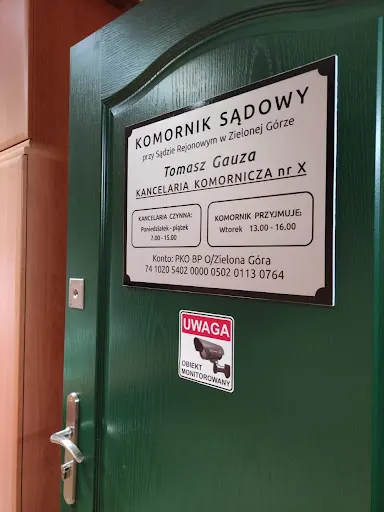 KOMORNIK SĄDOWY
przy Sądzie Rejonowym w Zielonej Górze
Tomasz Gauza
KANCELARIA KOMORNICZA nr X
KANCELARIA CZYNNA:
Poniedziałek - piątek
7.00 - 15.00
KOMORNIK PRZYJMUJE:
Wtorek 13.00 - 16.00
Konto: PKO BP O/Zielona Góra
74 1020 5402 0000 0502 0113 0764
UWAGA
OBIEKT
MONITOROWANY